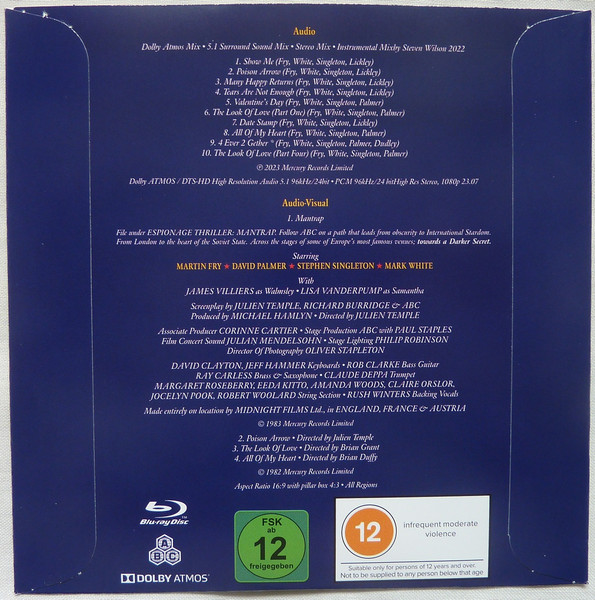 Audio
Dolby Atmos Mix • 5.1 Surround Sound Mix • Stereo Mix • Instrumental Mixby Steven Wilson 2022
1. Show Me (Fry, White, Singleton, Lickley)
2. Poison Arrow (Fry, White, Singleton, Lickley)
3. Many Happy Returns (Fry, White, Singleton, Lickley)
4. Tears Are Not Enough (Fry, White, Singleton, Lickley)
5. Valentine's Day (Fry, White, Singleton, Palmer)
6. The Look Of Love (Part One) (Fry, White, Singleton, Palmer)
7. Date Stamp (Fry, White, Singleton, Lickley)
8. All Of My Heart (Fry, White, Singleton, Palmer)
9. 4 Ever 2 Gether * (Fry, White, Singleton, Palmer, Dudley)
10. The Look Of Love (Part Four) (Fry, White, Singleton, Palmer)
℗ 2023 Mercury Records Limited
Dolby ATMOS / DTS-HD High Resolution Audio 5.1 96kHz/24bit • PCM 96kHz/24 bitHigh Res Stereo, 1080p 23.07
Audio-Visual
1. Mantrap
File under ESPIONAGE THRILLER: MANTRAP. Follow ABC on a path that leads from obscurity to International Stardom.
From London to the heart of the Soviet State. Across the stages of some of Europe's most famous venues; towards a Darker Secret.
Starring
MARTIN FRY ★ DAVID PALMER ★ STEPHEN SINGLETON ★ MARK WHITE
With
JAMES VILLIERS as Walmsley • LISA VANDERPUMP as Samantha
Screenplay by JULIEN TEMPLE, RICHARD BURRIDGE & ABC
Produced by MICHAEL HAMLYN • Directed by JULIEN TEMPLE
Associate Producer CORINNE CARTIER • Stage Production ABC with PAUL STAPLES
Film Concert Sound JULIAN MENDELSOHN • Stage Lighting PHILIP ROBINSON
Director Of Photography OLIVER STAPLETON
DAVID CLAYTON, JEFF HAMMER Keyboards • ROB CLARKE Bass Guitar
RAY CARLESS Brass & Saxophone • CLAUDE DEPPA Trumpet
MARGARET ROSEBERRY, EEDA KITTO, AMANDA WOODS, CLAIRE ORSLOR,
JOCELYN POOK, ROBERT WOOLARD String Section • RUSH WINTERS Backing Vocals
Made entirely on location by MIDNIGHT FILMS Ltd., in ENGLAND, FRANCE & AUSTRIA
© 1983 Mercury Records Limited
2. Poison Arrow • Directed by Julien Temple
3. The Look Of Love • Directed by Brian Grant
4. All Of My Heart • Directed by Brian Duffy
© 1982 Mercury Records Limited
Aspect Ratio 16:9 with pillar box 4:3 • All Regions
Blu-ray Disc
A
B C
DOLBY ATMOS
FSK
ab
12
freigegeben
12
infrequent moderate
violence
Suitable only for persons of 12 years and over.
Not to be supplied to any person below that age.